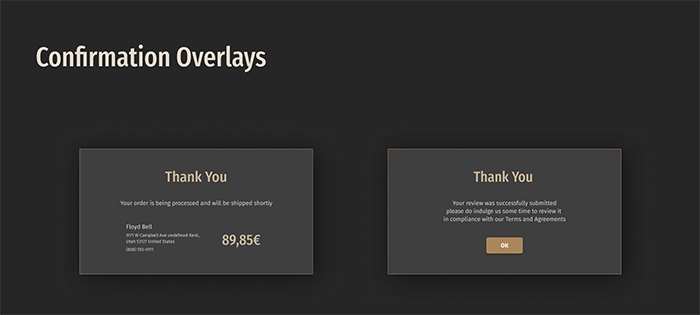 Confirmation Overlays
Thank You
Your order is being processed and will be shipped shortly
Floyd Bell
5171 W Campbell Ave undefined Kent,
Utah 53127 United States
(808) 555-0111
89,85€
Thank You
Your review was successfully submitted
please do indulge us some time to review it
in compliance with our Terms and Agreements
OK